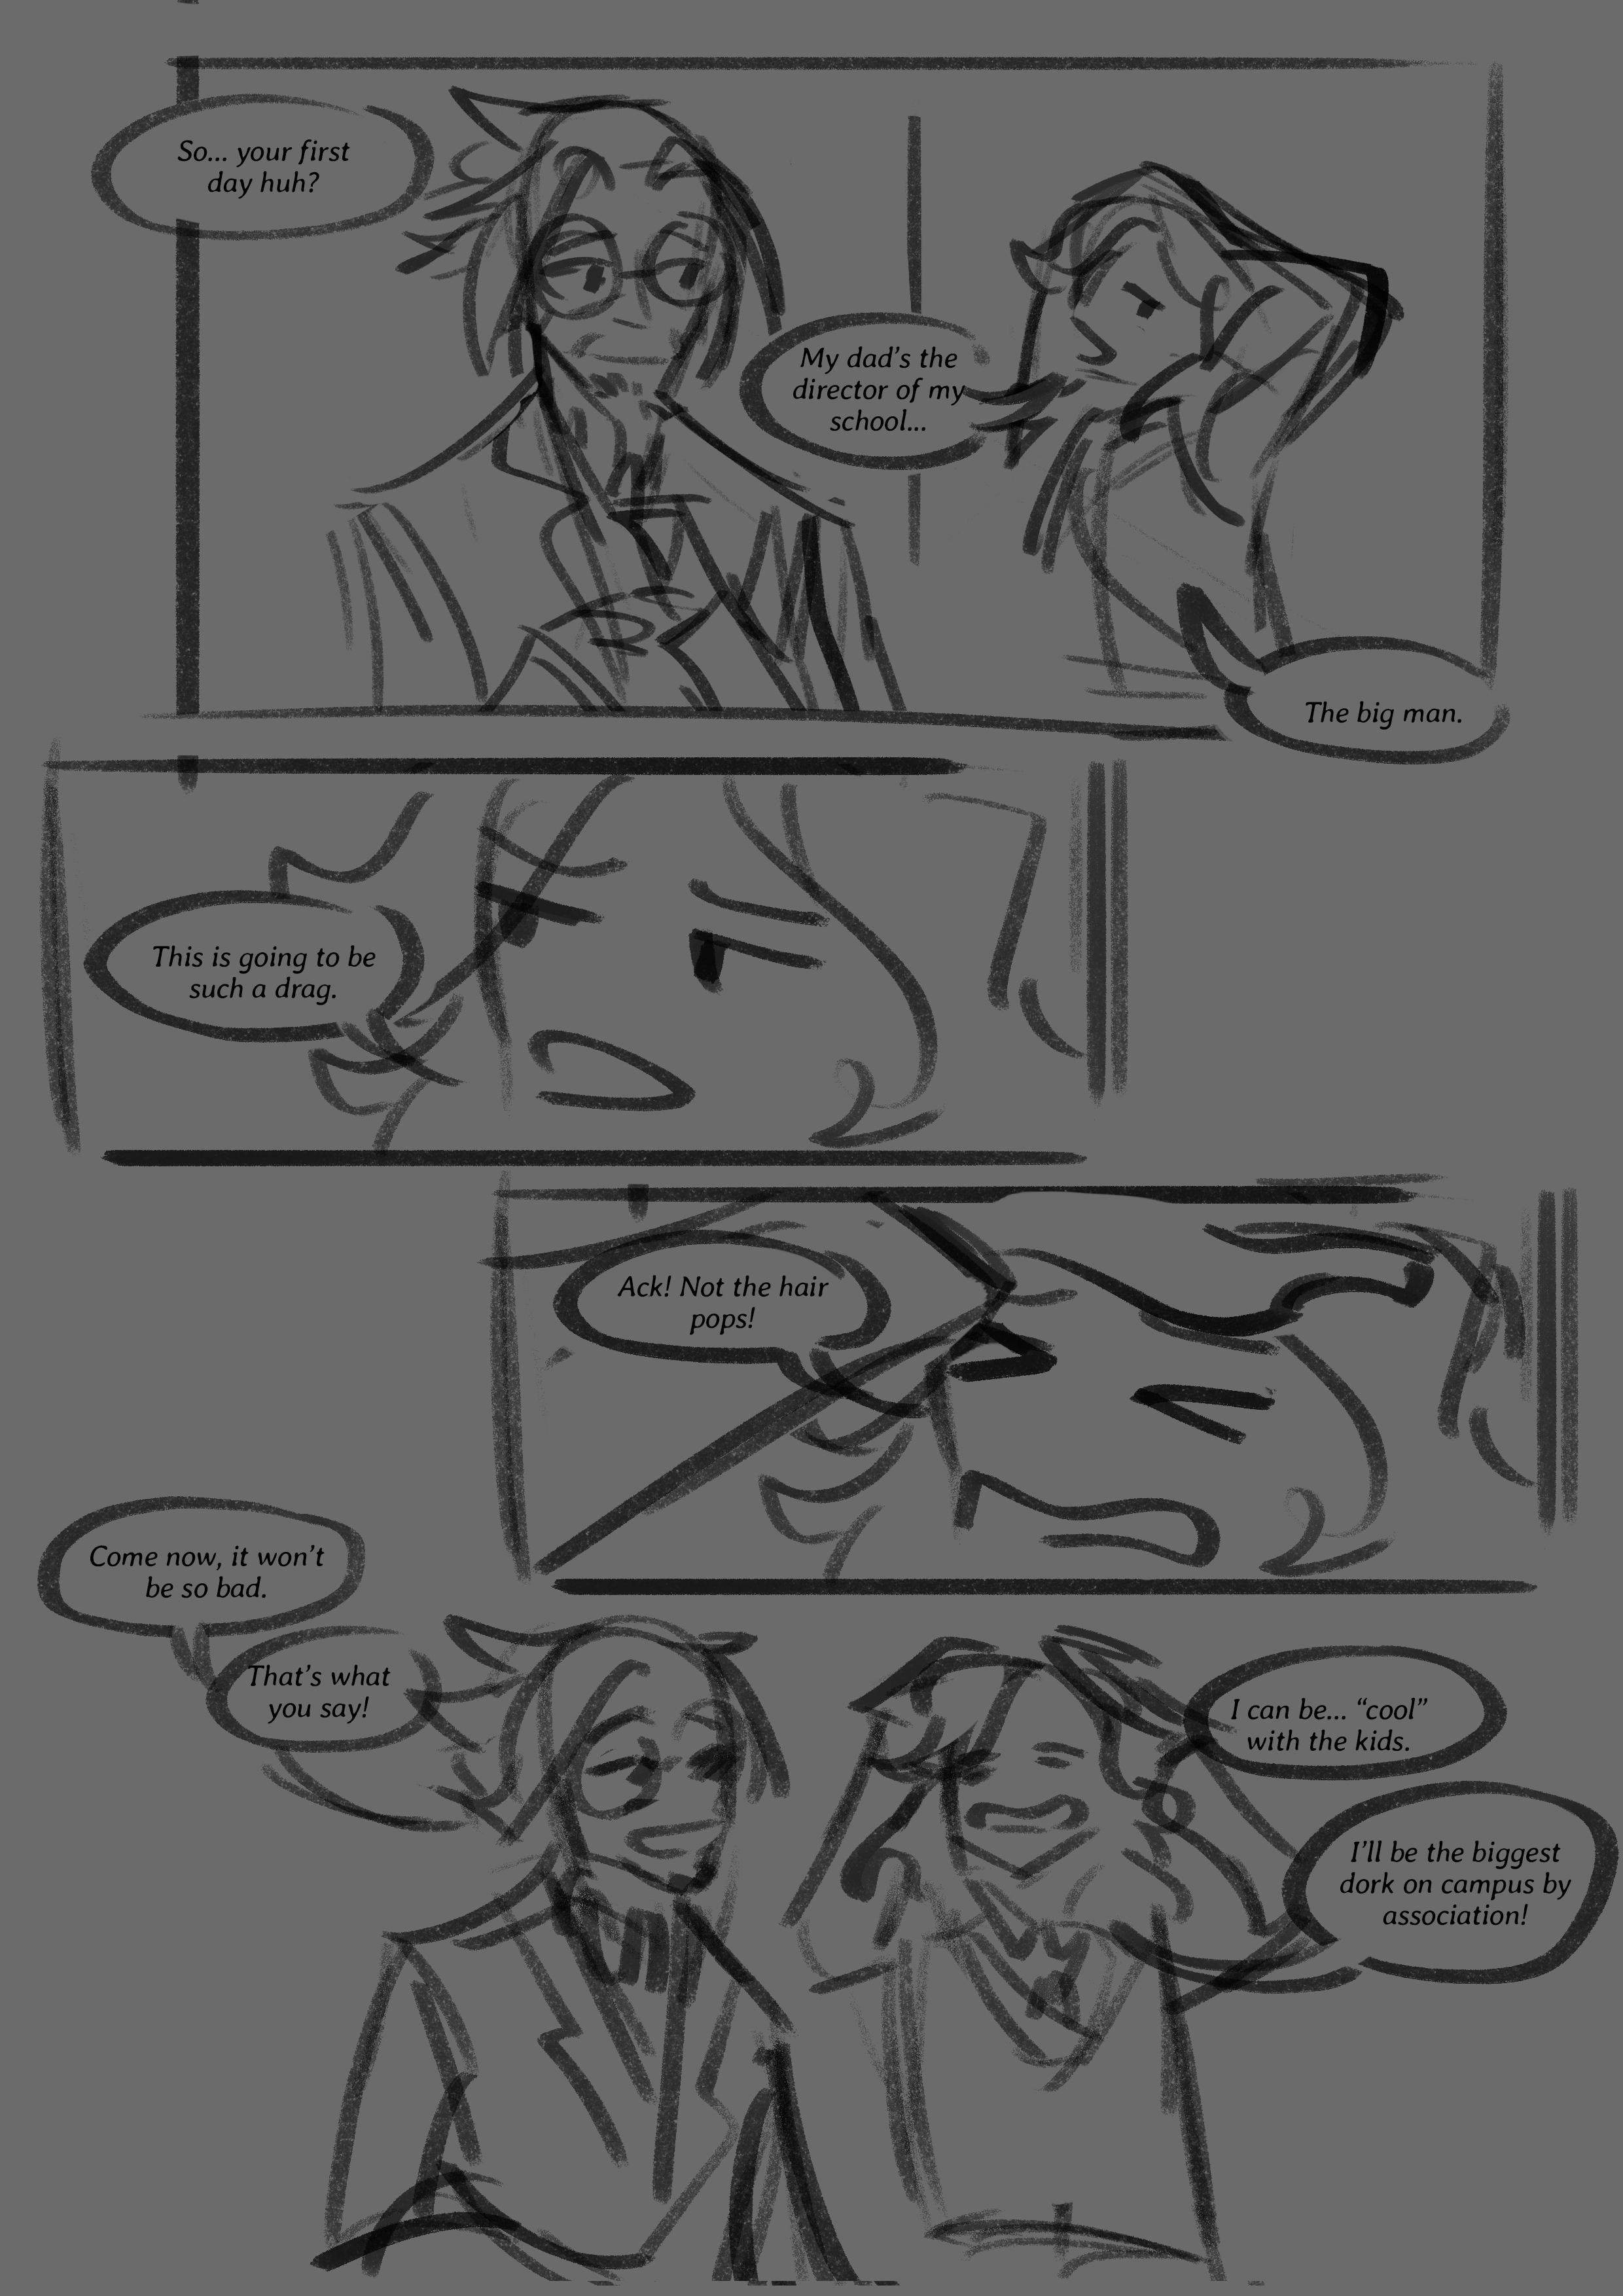 So... your first
day huh?
My dad's the
director of my
school...
The big man.
This is going to be
such a drag.
Ack! Not the hair
pops!
Come now, it won't
be so bad.
That's what
you say!
I can be... “cool”
with the kids.
I'll be the biggest
dork on campus by
association!